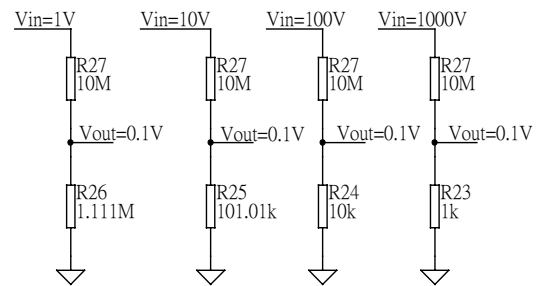 Vin=1V
Vin=10V
Vin=100V
Vin=1000V
R27
10M
R27
10M
R27
10M
R27
10M
Vout=0.1V
Vout=0.1V
Vout=0.1V
Vout=0.1V
R26
1.111M
R25
101.01k
R24
10k
R23
1k